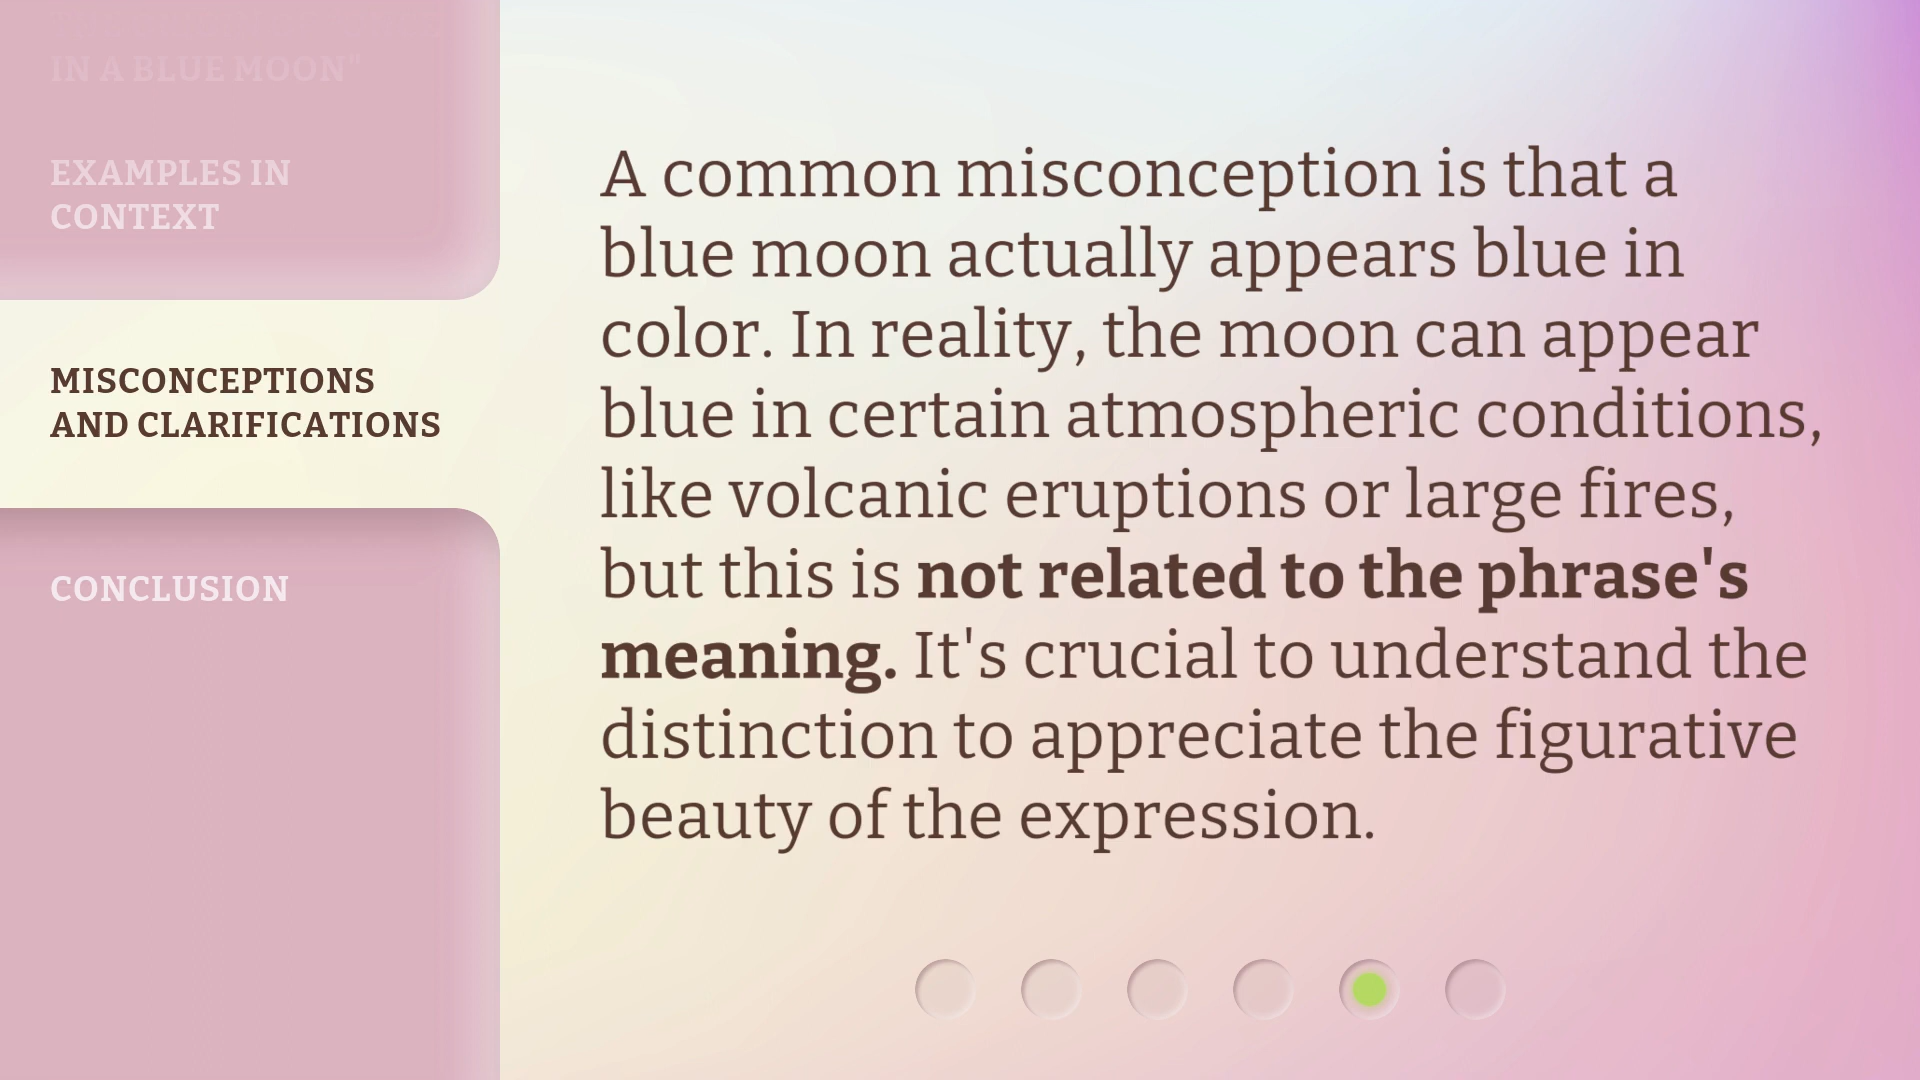 IN A BLUE MOON"
EXAMPLES IN
CONTEXT
MISCONCEPTIONS
AND CLARIFICATIONS
CONCLUSION
A common misconception is that a
blue moon actually appears blue in
color. In reality, the moon can appear
blue in certain atmospheric conditions,
like volcanic eruptions or large fires,
but this is not related to the phrase's
meaning. It's crucial to understand the
distinction to appreciate the figurative
beauty of the expression.